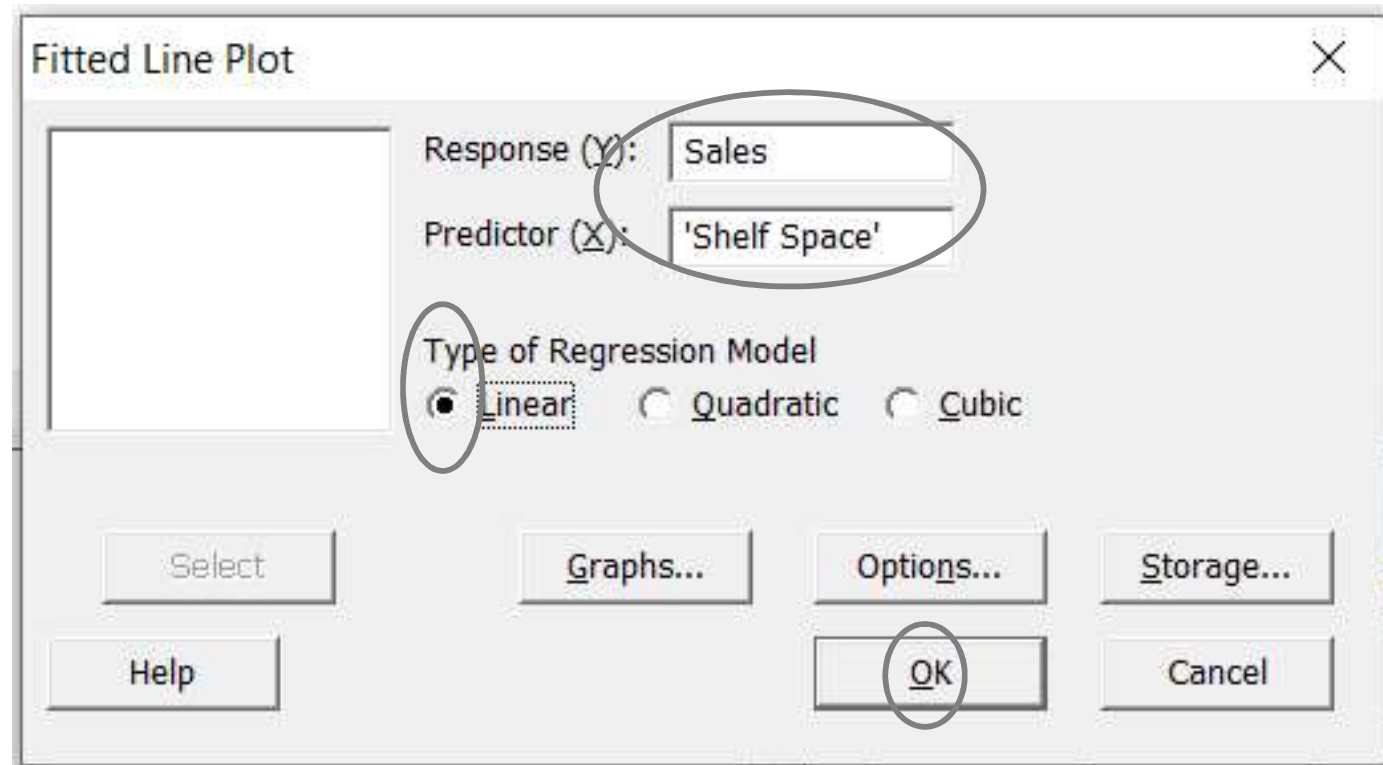 Fitted Line Plot
Response (Y): Sales
Predictor (X): 'Shelf Space'
Type of Regression Model
Linear Quadratic Cubic
Select Graphs... Options... Storage...
Help OK Cancel